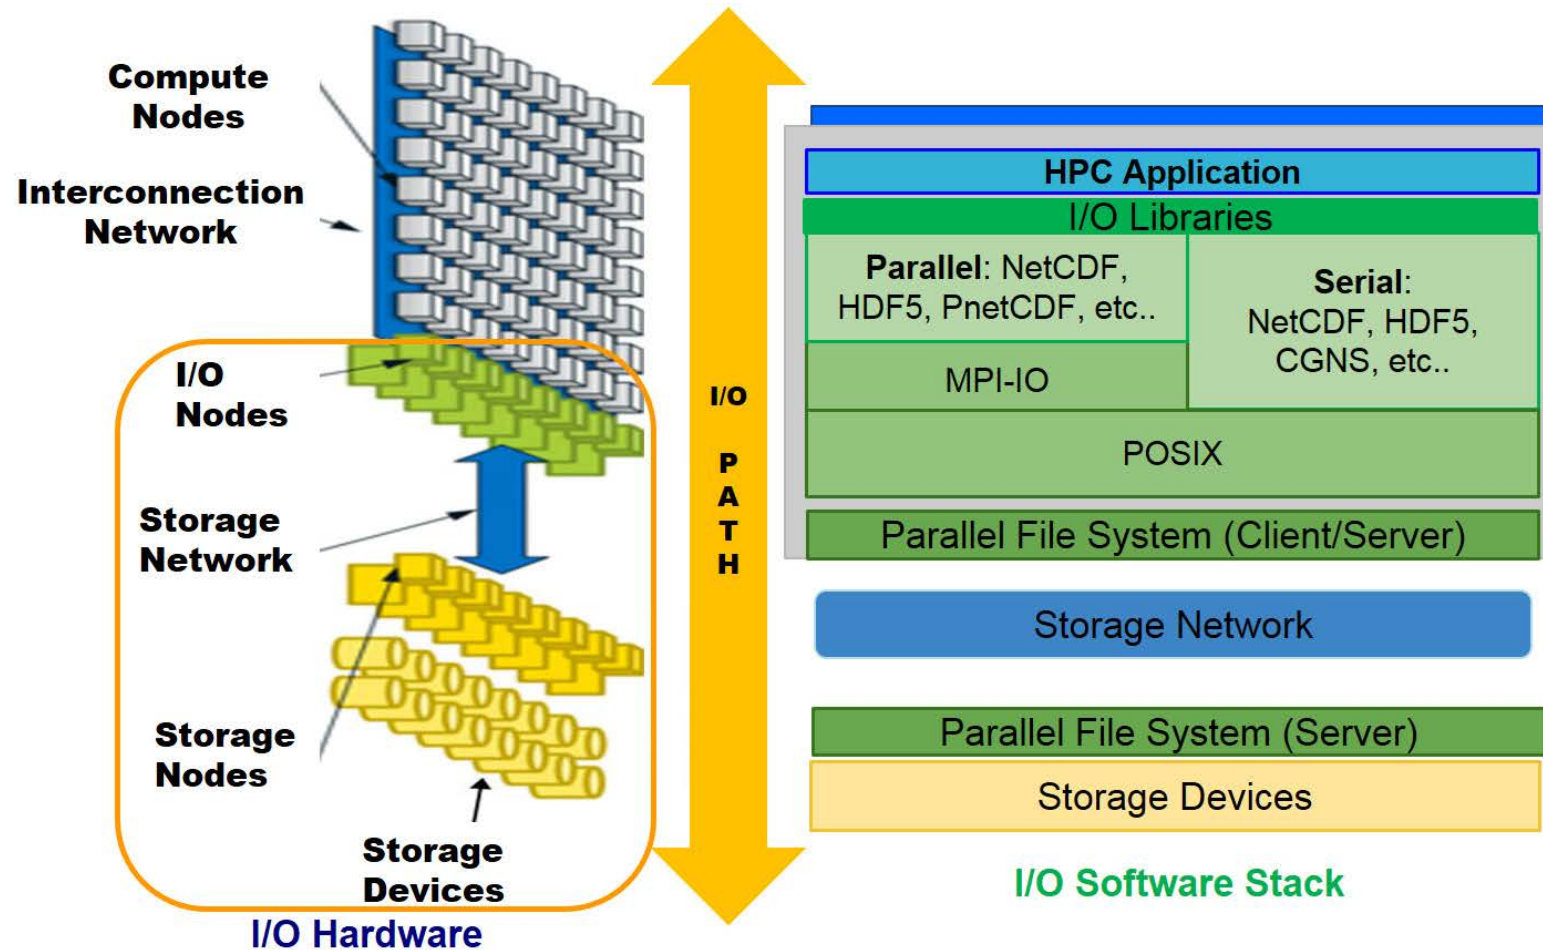 Compute
Nodes
Interconnection
Network
I/O
Nodes
Storage
Network
Storage
Nodes
Storage
Devices
I/O Hardware
I/O
P
A
T
H
HPC Application
I/O Libraries
Parallel: NetCDF,
HDF5, PnetCDF, etc..
Serial:
NetCDF, HDF5,
CGNS, etc..
MPI-IO
POSIX
Parallel File System (Client/Server)
Storage Network
Parallel File System (Server)
Storage Devices
I/O Software Stack